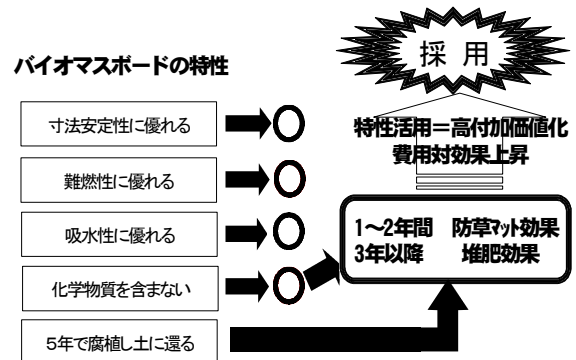 採 用
バイオマスボードの特性
寸法安定性に優れる
難燃性に優れる
吸水性に優れる
化学物質を含まない
5年で腐植し土に還る
特性活用=高付加価値化
費用対効果上昇
1～2年間 防草マット効果
3年以降 堆肥効果